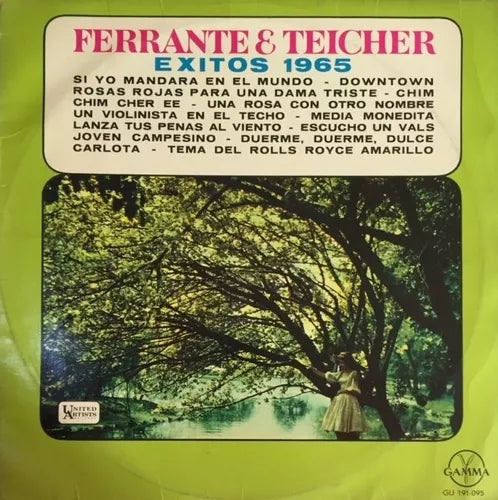 FERRANTE & TEICHER
EXITOS 1965
SI YO MANDARA EN EL MUNDO - DOWNTOWN
ROSAS ROJAS PARA UNA DAMA TRISTE - CHIM
CHIM CHER EE - UNA ROSA CON OTRO NOMBRE
UN VIOLINISTA EN EL TECHO - MEDIA MONEDITA
LANZA TUS PENAS AL VIENTO - ESCUCHO UN VALS
JOVEN CAMPESINO - DUERME, DUERME, DULCE
CARLOTA - TEMA DEL ROLLS ROYCE AMARILLO
UNITED
ARTISTS
GAMMA
GU 191-095